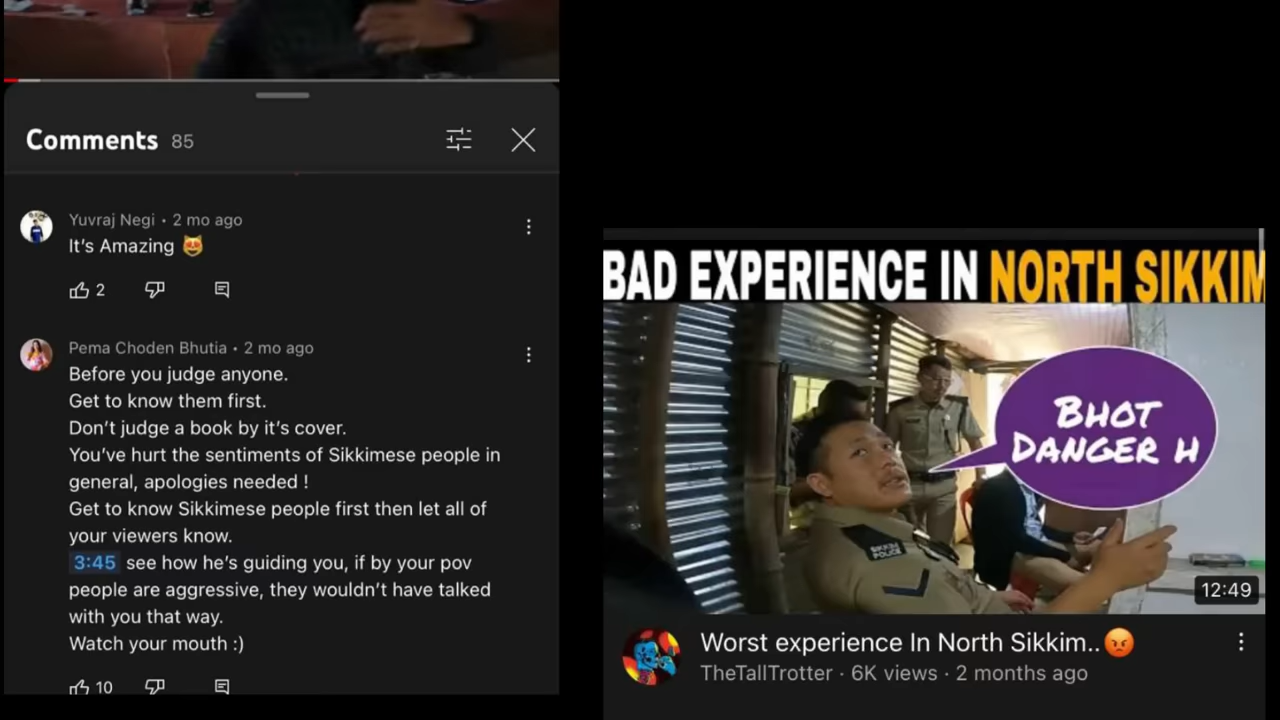 Comments 85
Yuvraj Negi • 2 mo ago
It's Amazing 😻
2
Pema Choden Bhutia • 2 mo ago
Before you judge anyone.
Get to know them first.
Don't judge a book by it's cover.
You've hurt the sentiments of Sikkimese people in
general, apologies needed !
Get to know Sikkimese people first then let all of
your viewers know.
3:45 see how he's guiding you, if by your pov
people are aggressive, they wouldn't have talked
with you that way.
Watch your mouth :)
10
BAD EXPERIENCE IN NORTH SIKKIM
BHOT
DANGER H
SIKKIM
POLICE
12:49
Worst experience In North Sikkim..😡
TheTallTrotter · 6K views · 2 months ago